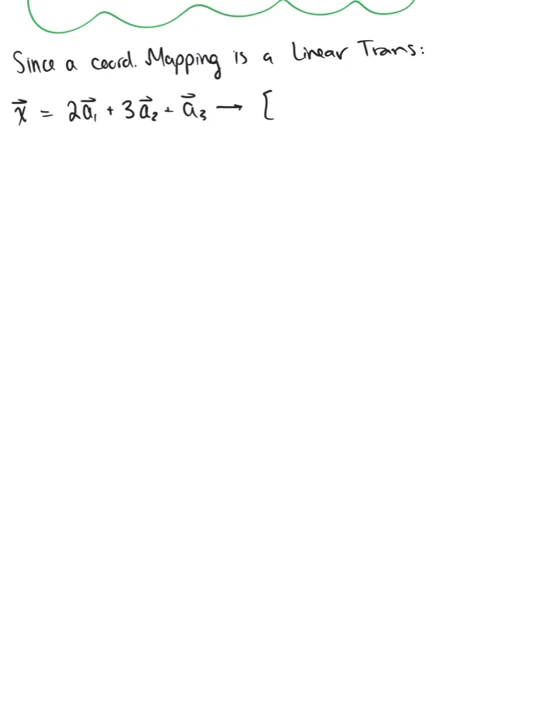 Since a coord. Mapping is a Linear Trans:
x⃗ = 2a⃗₁ + 3a⃗₂ - a⃗₃ → [